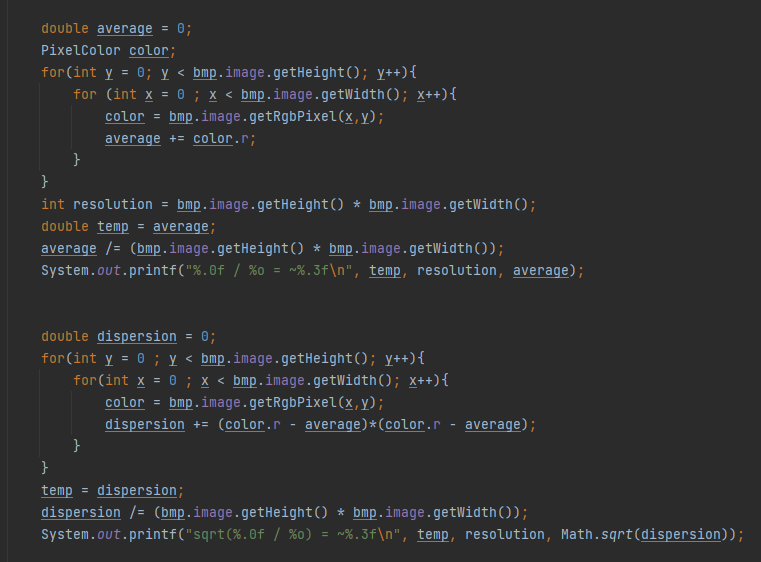 double average = 0;
PixelColor color;
for(int y = 0; y < bmp.image.getHeight(); y++){
for (int x = 0 ; x < bmp.image.getWidth(); x++){
color = bmp.image.getRgbPixel(x,y);
average += color.r;
}
}
int resolution = bmp.image.getHeight() * bmp.image.getWidth();
double temp = average;
average /= (bmp.image.getHeight() * bmp.image.getWidth());
System.out.printf("%.0f / %o = ~%.3f\n", temp, resolution, average);
double dispersion = 0;
for(int y = 0 ; y < bmp.image.getHeight(); y++){
for(int x = 0 ; x < bmp.image.getWidth(); x++){
color = bmp.image.getRgbPixel(x,y);
dispersion += (color.r - average)*(color.r - average);
}
}
temp = dispersion;
dispersion /= (bmp.image.getHeight() * bmp.image.getWidth());
System.out.printf("sqrt(%.0f / %o) = ~%.3f\n", temp, resolution, Math.sqrt(dispersion));